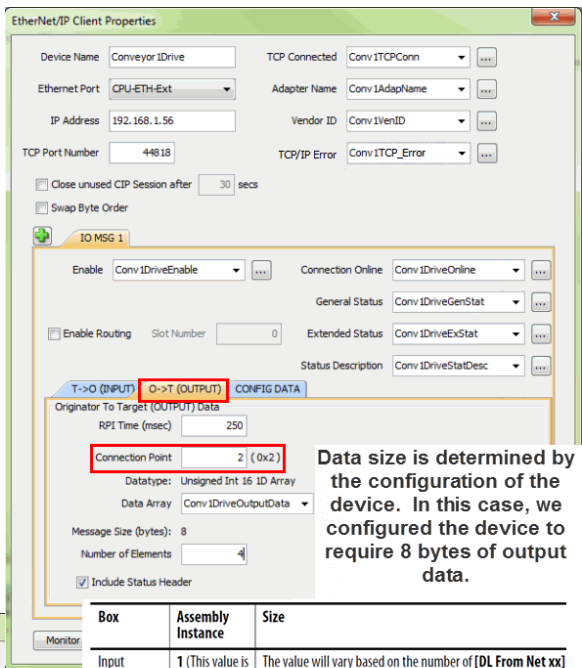 EtherNet/IP Client Properties
Device Name Conveyor1Drive TCP Connected Conv1TCPConn ...
Ethernet Port CPU-ETH-Ext Adapter Name Conv1AdapName ...
IP Address 192.168.1.56 Vendor ID Conv1VenID ...
TCP Port Number 44818 TCP/IP Error Conv1TCP_Error ...
Close unused CIP Session after 30 secs
Swap Byte Order
IO MSG 1
Enable Conv1DriveEnable ... Connection Online Conv1DriveOnline ...
General Status Conv1DriveGenStat ...
Enable Routing Slot Number 0 Extended Status Conv1DriveExStat ...
Status Description Conv1DriveStatDesc ...
T->O (INPUT) O->T (OUTPUT) CONFIG DATA
Originator To Target (OUTPUT) Data
RPI Time (msec) 250
Connection Point 2 (0x2)
Datatype: Unsigned Int 16 1D Array
Data Array Conv1DriveOutputData
Message Size (bytes): 8
Number of Elements 4
Include Status Header
Data size is determined by
the configuration of the
device. In this case, we
configured the device to
require 8 bytes of output
data.
Monitor
Box Assembly Instance Size
Input 1 (This value is The value will vary based on the number of [DL From Net xx]